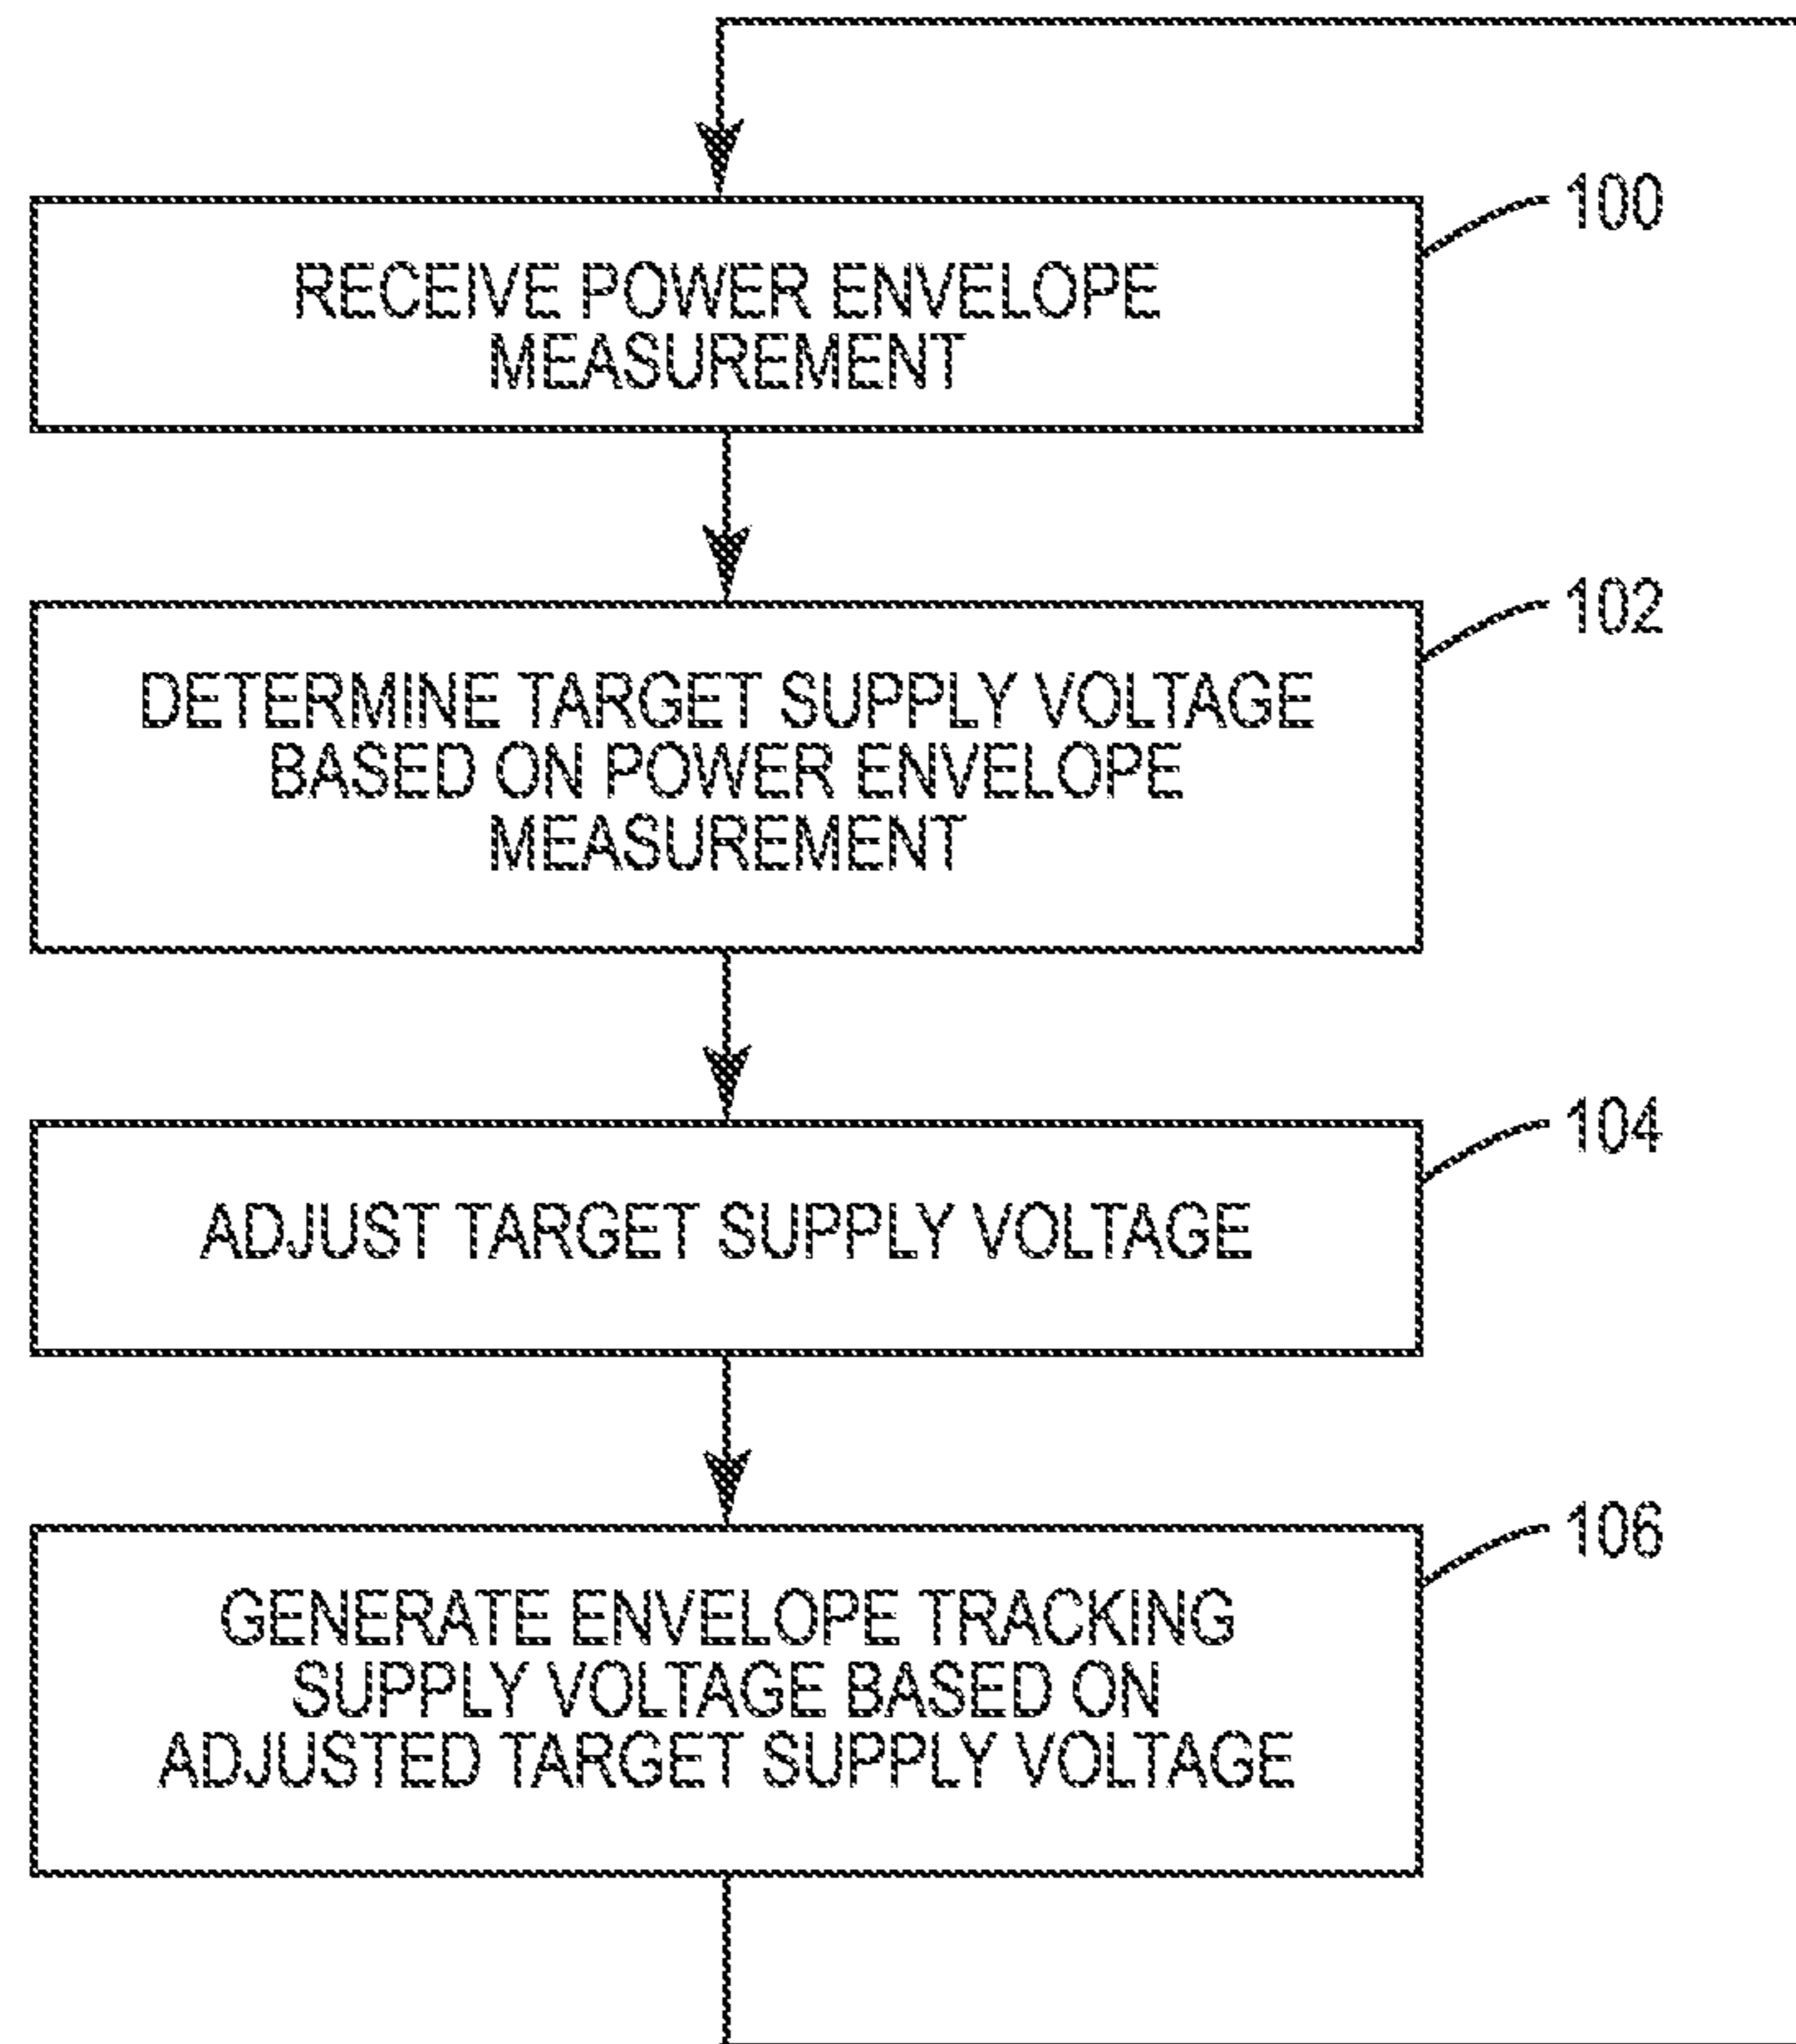 100
RECEIVE POWER ENVELOPE
MEASUREMENT
102
DETERMINE TARGET SUPPLY VOLTAGE
BASED ON POWER ENVELOPE
MEASUREMENT
104
ADJUST TARGET SUPPLY VOLTAGE
106
GENERATE ENVELOPE TRACKING
SUPPLY VOLTAGE BASED ON
ADJUSTED TARGET SUPPLY VOLTAGE